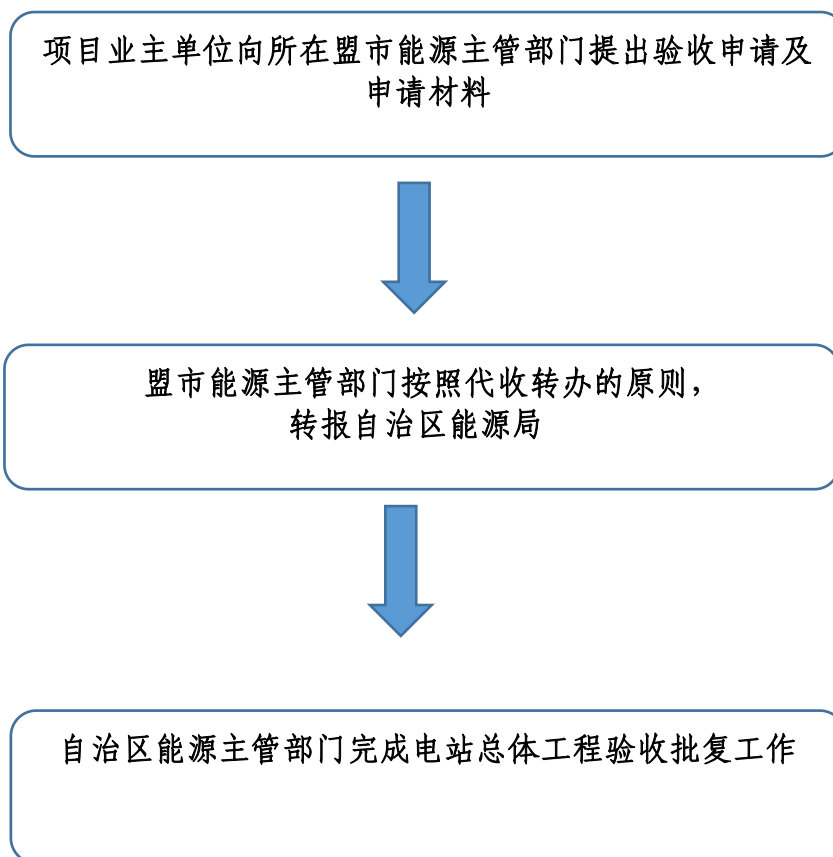 项目业主单位向所在盟市能源主管部门提出验收申请及
申请材料
盟市能源主管部门按照代收转办的原则，
转报自治区能源局
自治区能源主管部门完成电站总体工程验收批复工作